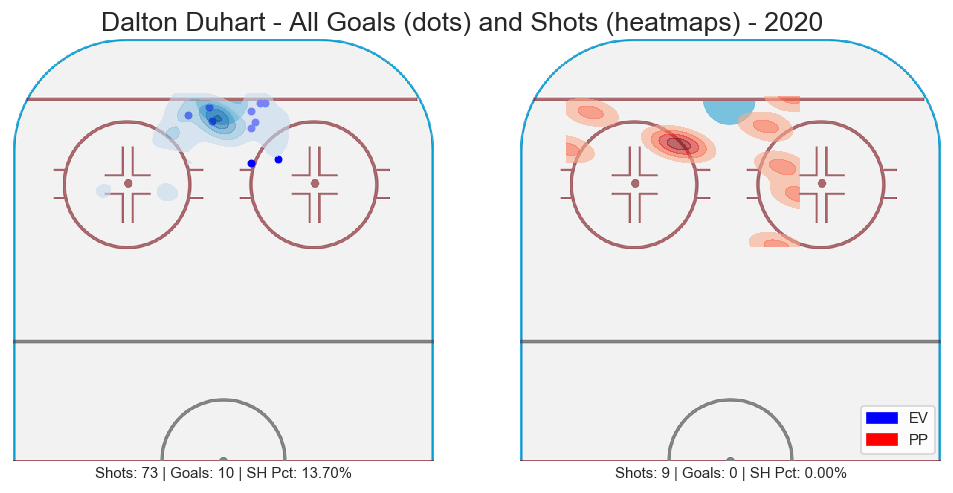 Dalton Duhart - All Goals (dots) and Shots (heatmaps) - 2020
EV
PP
Shots: 73 | Goals: 10 | SH Pct: 13.70%
Shots: 9 | Goals: 0 | SH Pct: 0.00%